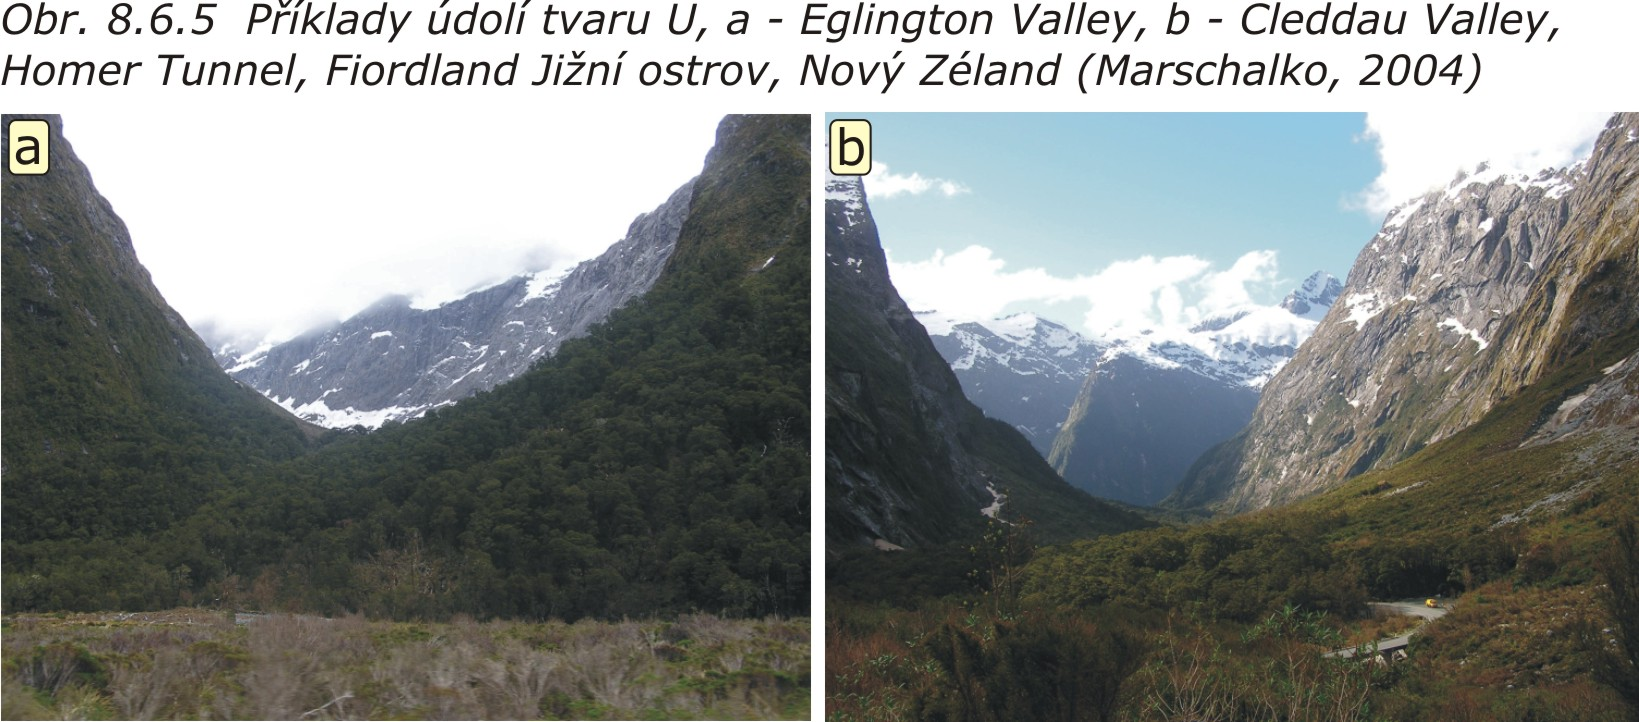 Obr. 8.6.5 Příklady údolí tvaru U, a - Eglington Valley, b - Cleddau Valley,
Homer Tunnel, Fiordland Jižní ostrov, Nový Zéland (Marschalko, 2004)
a
b